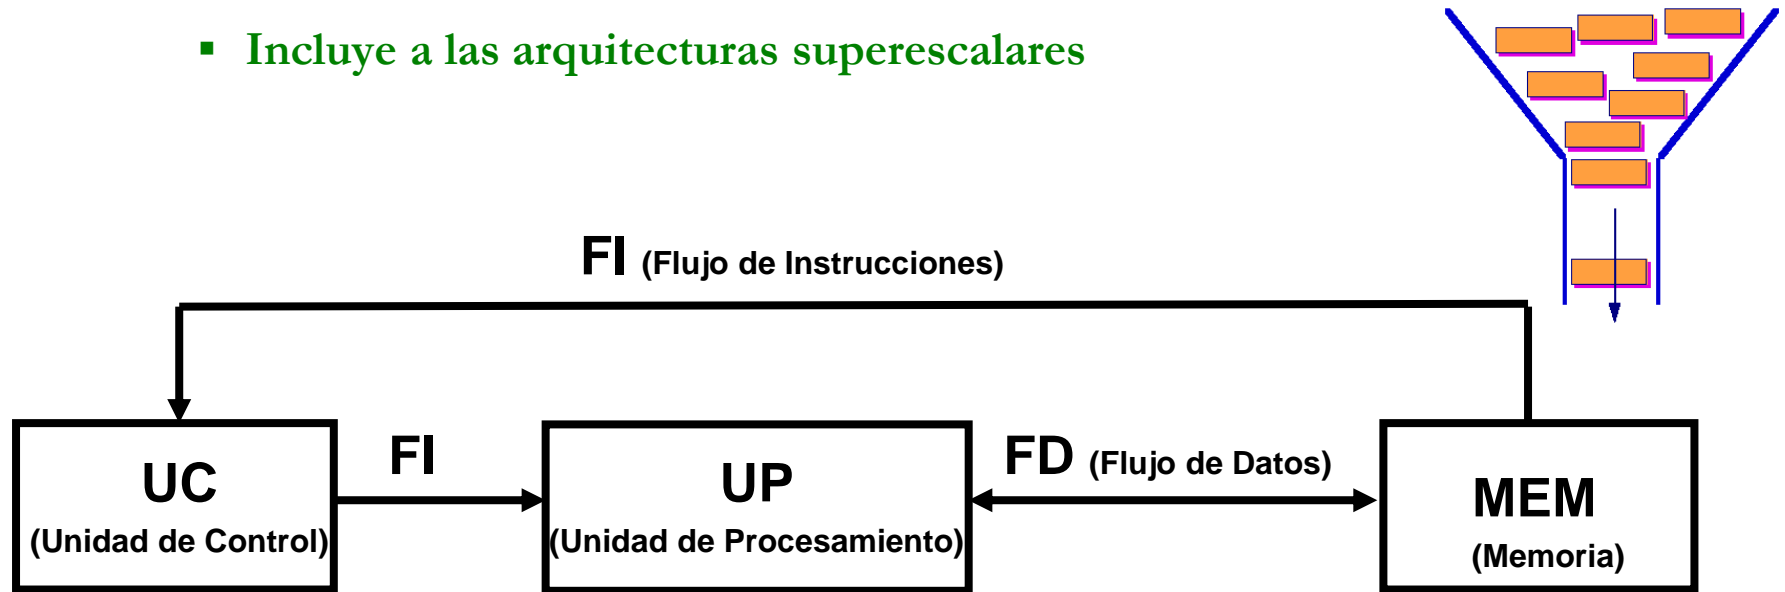 ▪ Incluye a las arquitecturas superescalares
FI (Flujo de Instrucciones)
UC
(Unidad de Control)
FI
UP
(Unidad de Procesamiento)
FD (Flujo de Datos)
MEM
(Memoria)